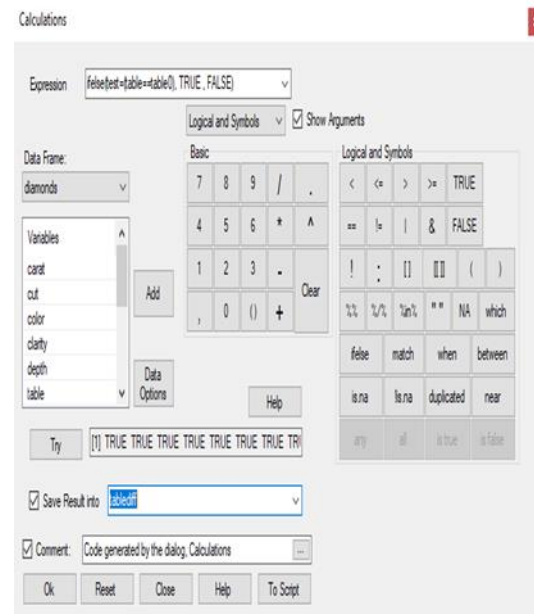 Calculations
Expression ifelse(test=(table==table0), TRUE , FALSE)
Logical and Symbols Show Arguments
Data Frame:
diamonds
Basic
7 8 9 / .
4 5 6 * ^
1 2 3 - Clear
, 0 () +
Logical and Symbols
< <= > >= TRUE
== != | & FALSE
! : [] [[]] ( )
%% %/% %in% "" NA which
ifelse match when between
is.na !is.na duplicated near
any all is true is false
Variables
carat
cut
color
clarity
depth
table
Add
Data Options
Help
Try [1] TRUE TRUE TRUE TRUE TRUE TRUE TRUE TRI
Save Result into tablediff
Comment: Code generated by the dialog, Calculations ...
Ok Reset Close Help To Script